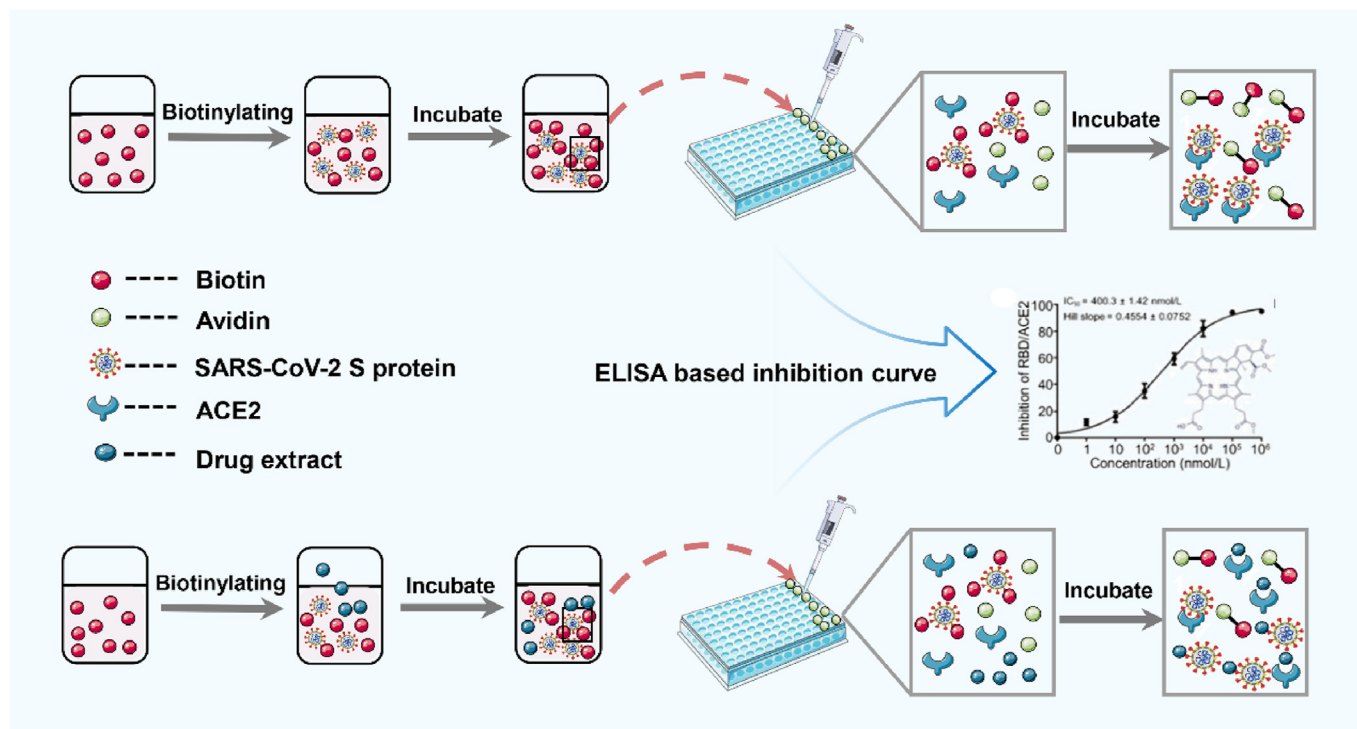 Biotinylating
Incubate
Incubate
Biotin
Avidin
SARS-CoV-2 S protein
ACE2
Drug extract
ELISA based inhibition curve
IC50 = 400.3 ± 1.42 nmol/L
Hill slope = 0.4554 ± 0.0752
Inhibition of RBD/ACE2
100
80
60
40
20
0
0 1 10 10² 10³ 10⁴ 10⁵ 10⁶
Concentration (nmol/L)
Biotinylating
Incubate
Incubate